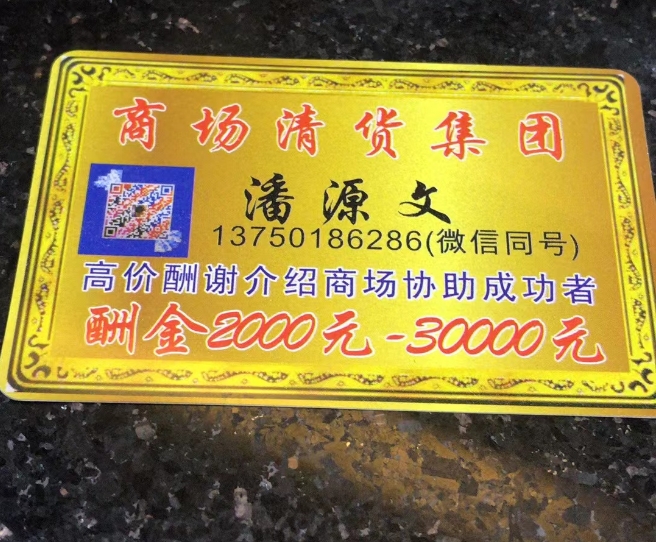 商场清货集团
潘源文
13750186286(微信同号)
高价酬谢介绍商场协助成功者
酬金2000元-30000元